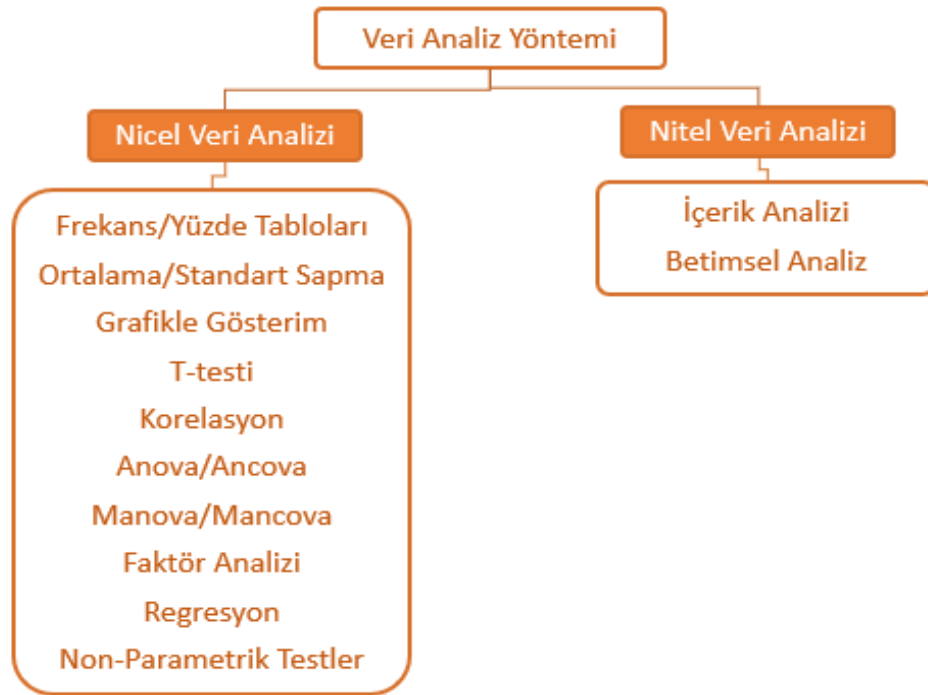 Veri Analiz Yöntemi
Nicel Veri Analizi
Frekans/Yüzde Tabloları
Ortalama/Standart Sapma
Grafikle Gösterim
T-testi
Korelasyon
Anova/Ancova
Manova/Mancova
Faktör Analizi
Regresyon
Non-Parametrik Testler
Nitel Veri Analizi
İçerik Analizi
Betimsel Analiz